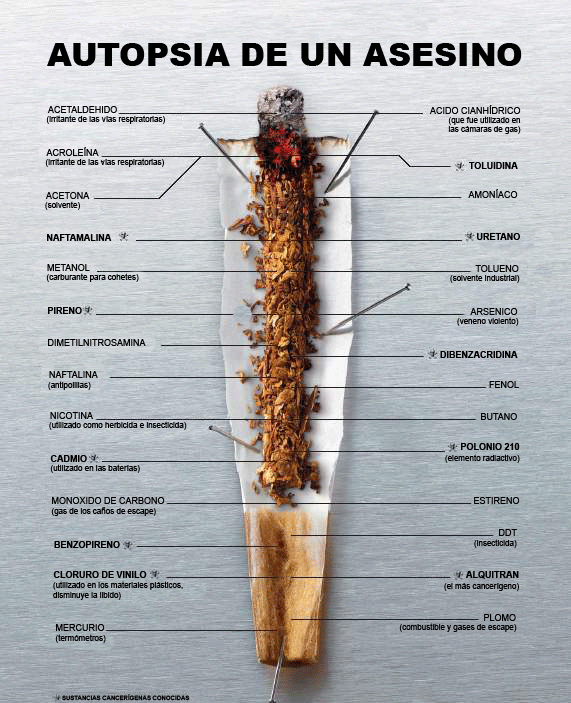 AUTOPSIA DE UN ASESINO
ACETALDEHIDO
(irritante de las vías respiratorias)
ACROLEÍNA
(irritante de las vías respiratorias)
ACETONA
(solvente)
NAFTAMALINA
METANOL
(carburante para cohetes)
PIRENO
DIMETILNITROSAMINA
NAFTALINA
(antipolillas)
NICOTINA
(utilizado como herbicida e insecticida)
CADMIO
(utilizado en las baterías)
MONOXIDO DE CARBONO
(gas de los caños de escape)
BENZOPIRENO
CLORURO DE VINILO
(utilizado en los materiales plásticos,
disminuye la libido)
MERCURIO
(termómetros)
ACIDO CIANHÍDRICO
(que fue utilizado en
las cámaras de gas)
TOLUIDINA
AMONÍACO
URETANO
TOLUENO
(solvente industrial)
ARSENICO
(veneno violento)
DIBENZACRIDINA
FENOL
BUTANO
POLONIO 210
(elemento radiactivo)
ESTIRENO
DDT
(insecticida)
ALQUITRAN
(el más cancerígeno)
PLOMO
(combustible y gases de escape)
SUSTANCIAS CANCERÍGENAS CONOCIDAS